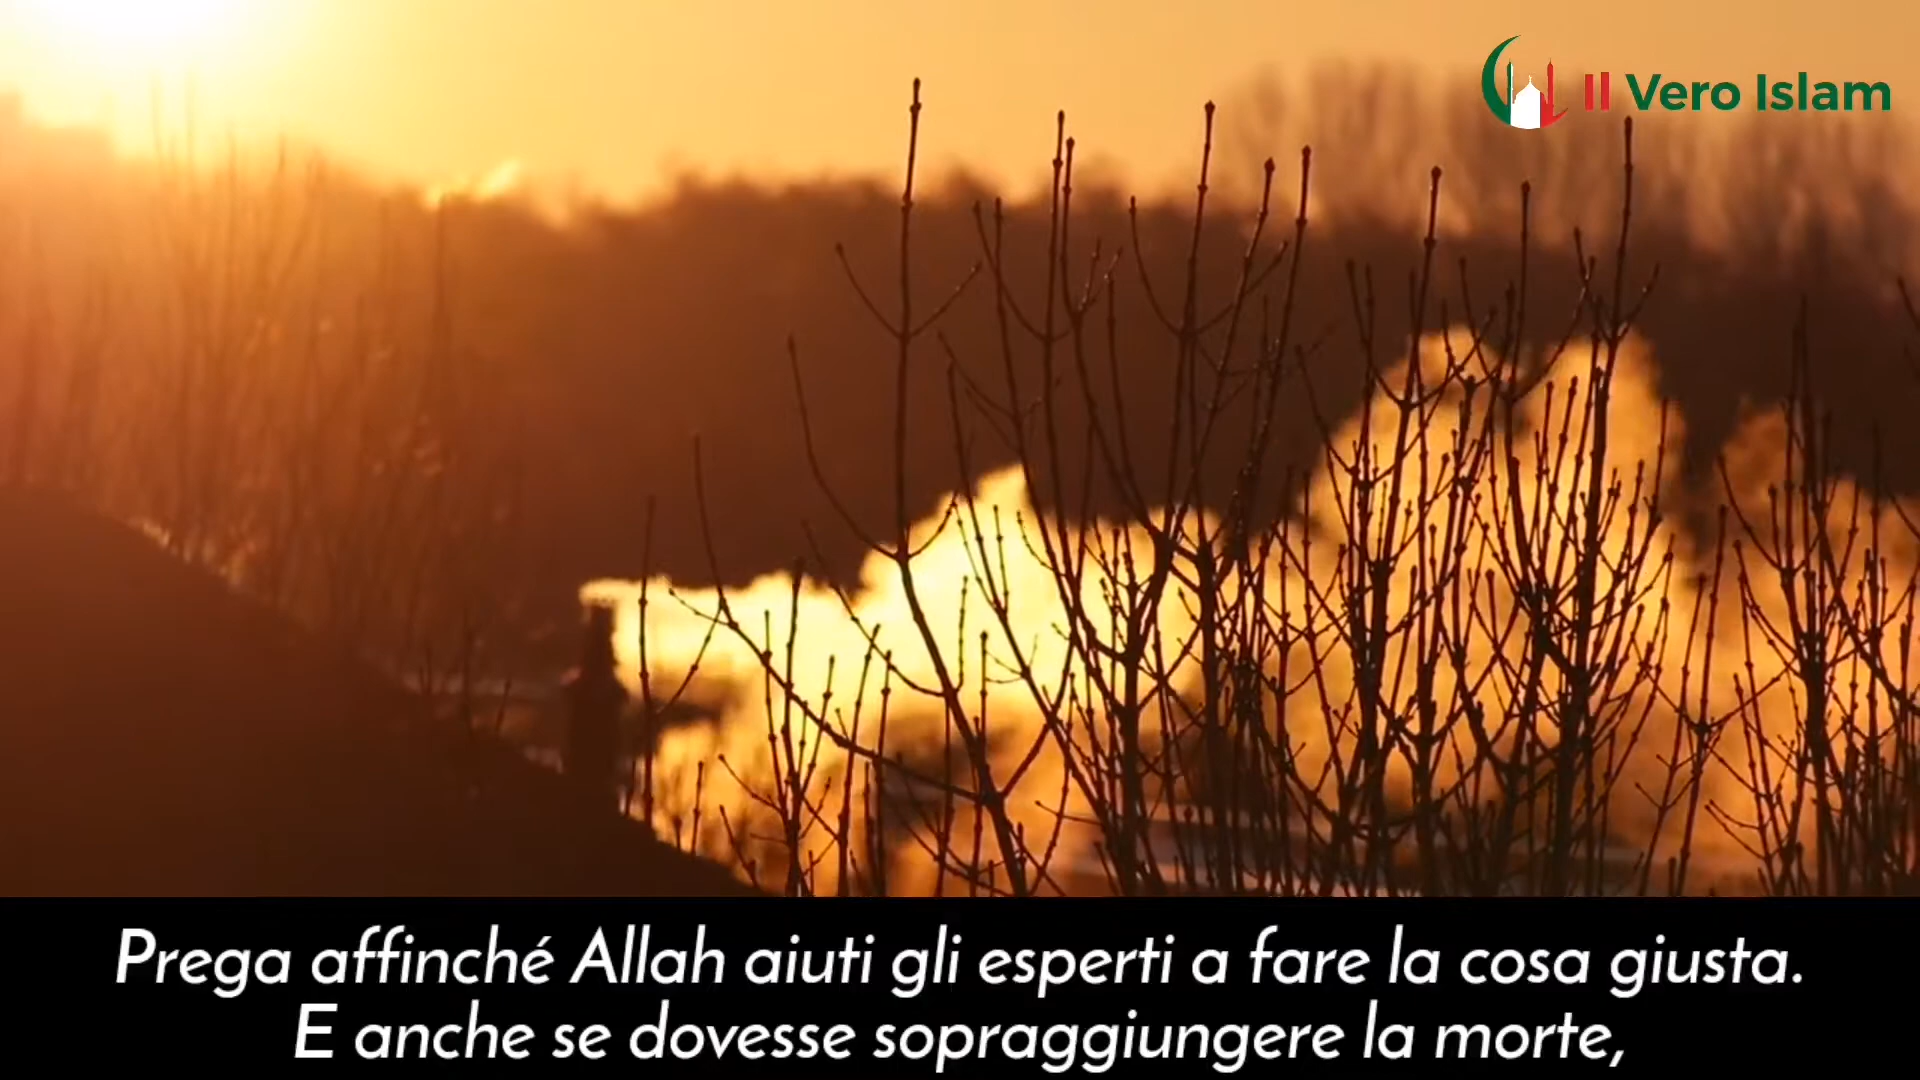 Il Vero Islam
Prega affinché Allah aiuti gli esperti a fare la cosa giusta.
E anche se dovesse sopraggiungere la morte,